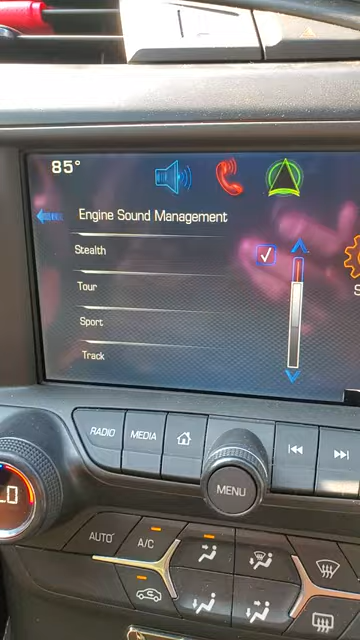 85°
Engine Sound Management
Stealth
Tour
Sport
Track
RADIO
MEDIA
MENU
AUTO
A/C